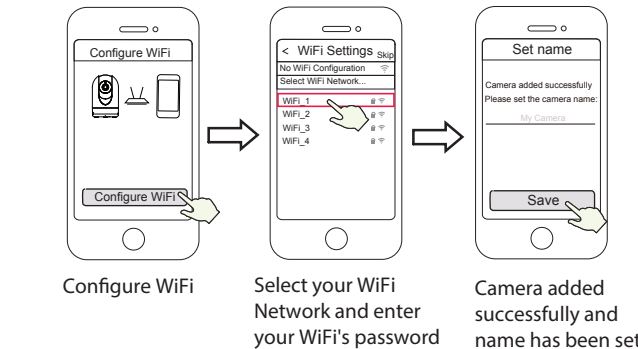 Configure WiFi
Configure WiFi
Configure WiFi
< WiFi Settings Skip
No WiFi Configuration
Select WiFi Network...
WiFi_1
WiFi_2
WiFi_3
WiFi_4
Select your WiFi
Network and enter
your WiFi's password
Set name
Camera added successfully
Please set the camera name:
My Camera
Save
Camera added
successfully and
name has been set